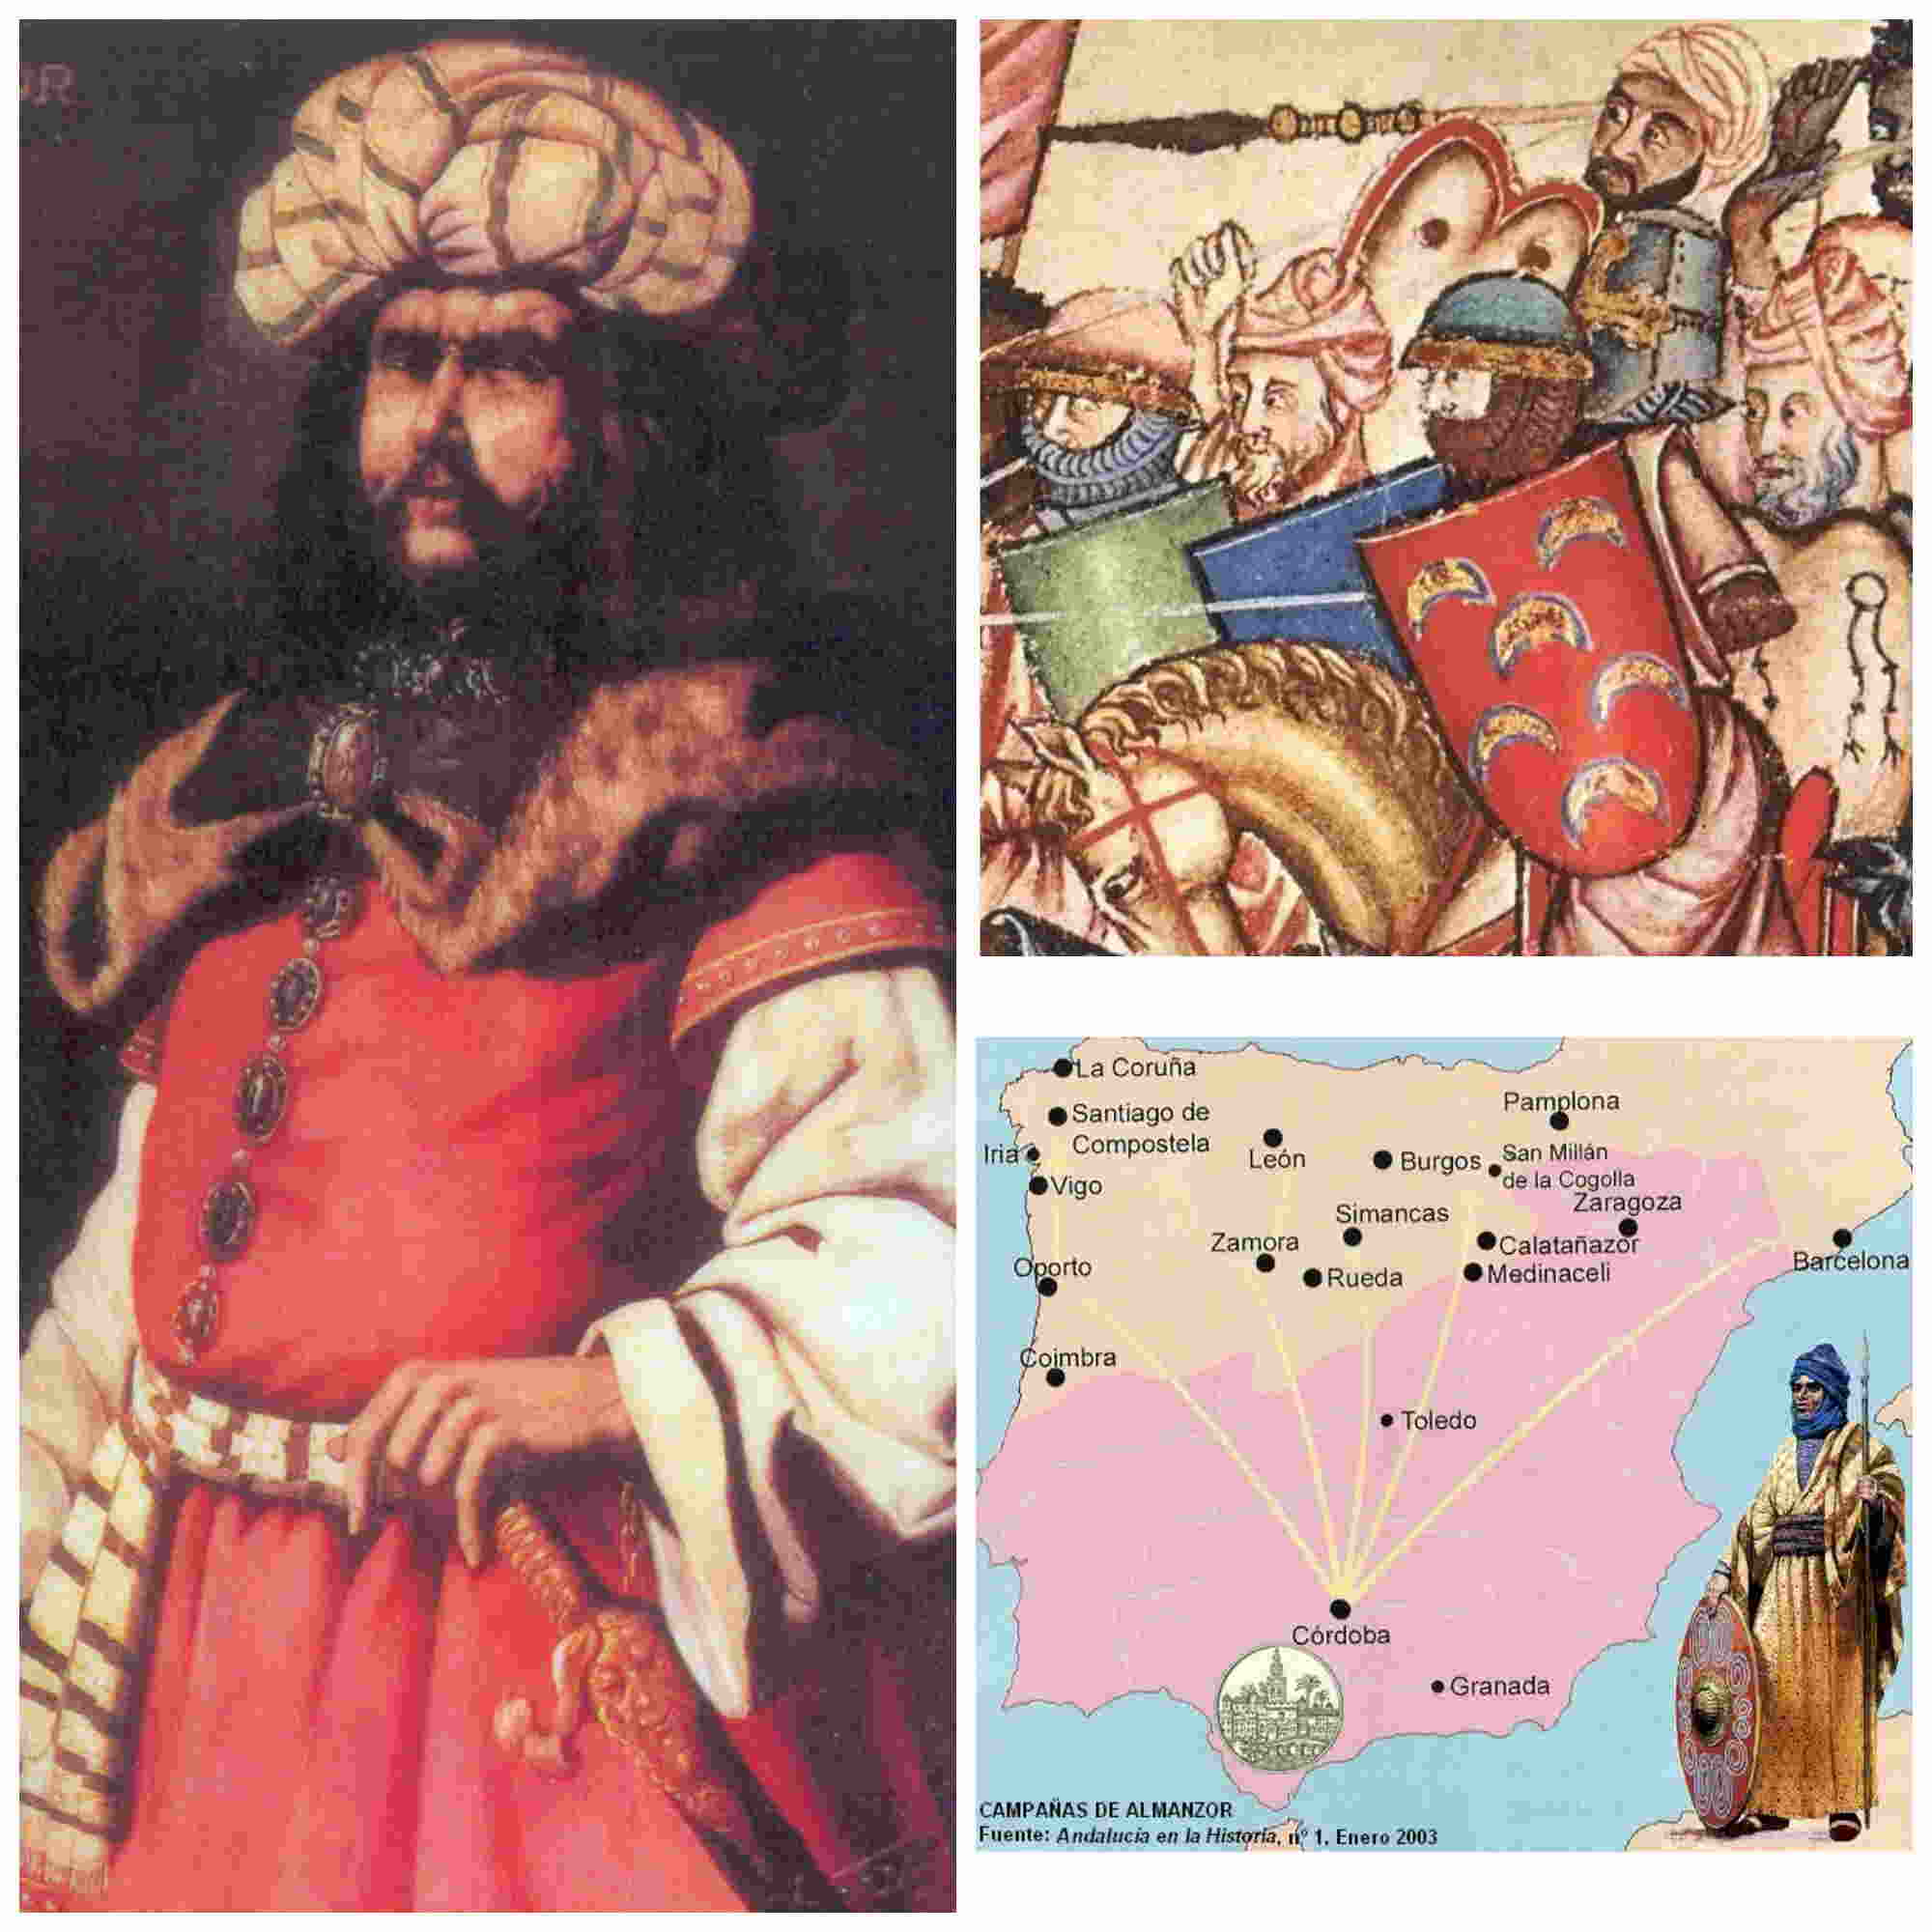 R
La Coruña
Santiago de
Compostela
Iria
Vigo
León
Burgos
Pamplona
San Millán
de la Cogolla
Zaragoza
Simancas
Zamora
Calatañazor
Oporto
Rueda
Medinaceli
Barcelona
Coimbra
Toledo
Córdoba
Granada
CAMPAÑAS DE ALMANZOR
Fuente: Andalucía en la Historia, nº 1. Enero 2003